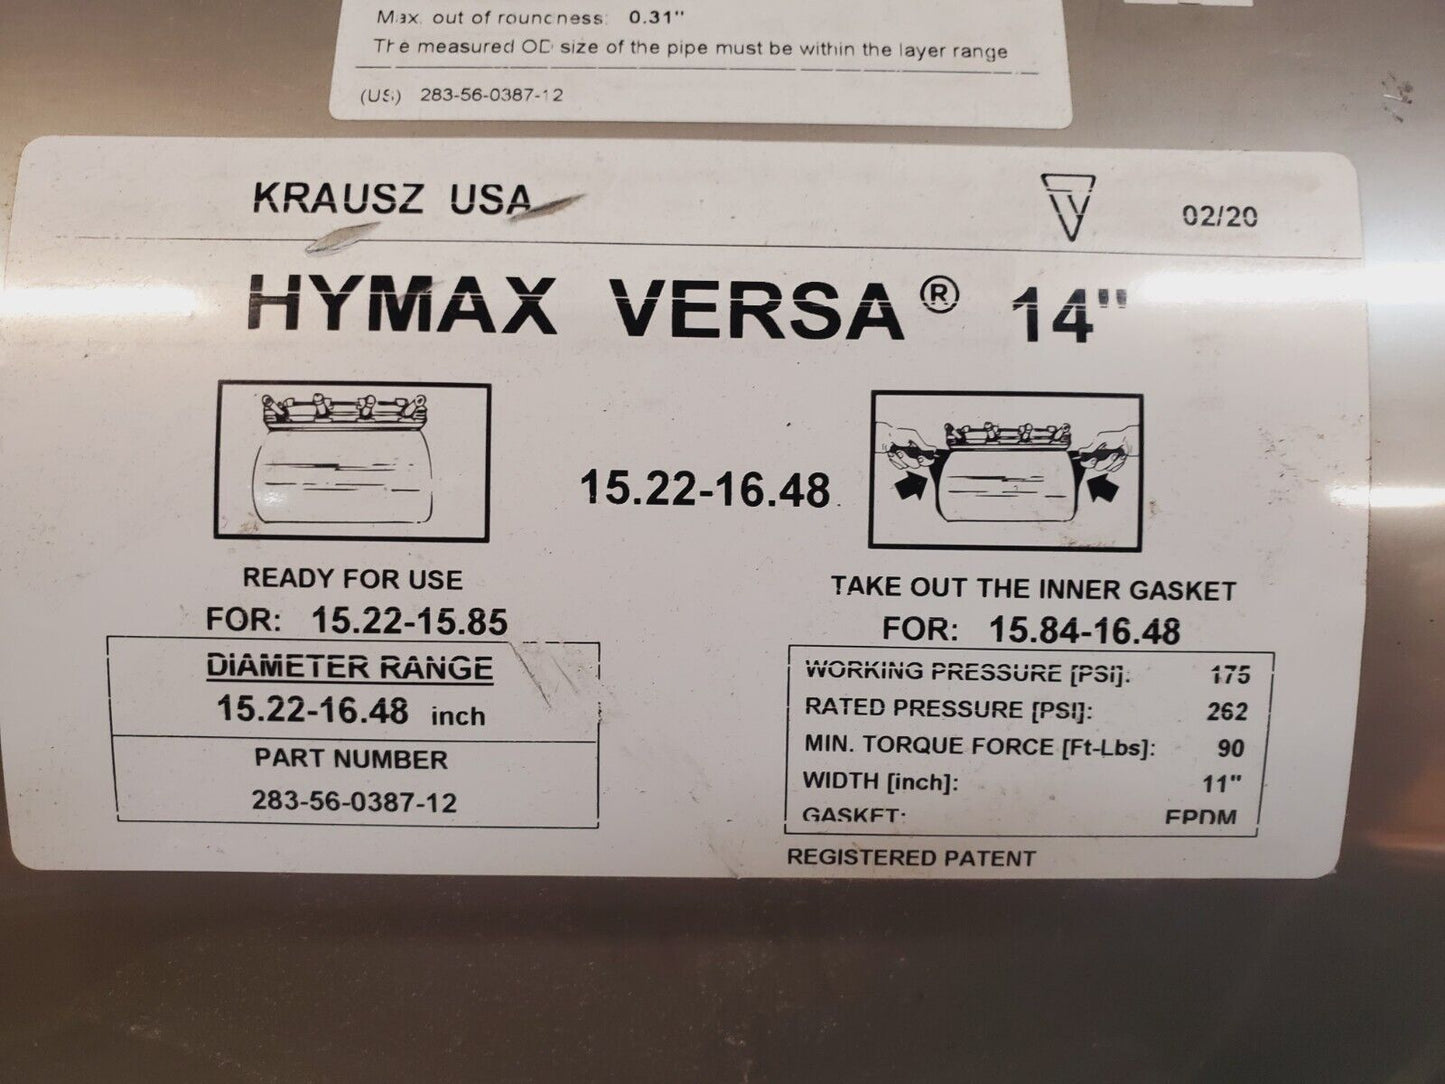 Max. out of roundness: 0.31"
The measured OD size of the pipe must be within the layer range
(US) 283-56-0387-12
KRAUSZ USA
02/20
HYMAX VERSA® 14"
15.22-16.48
READY FOR USE
FOR: 15.22-15.85
TAKE OUT THE INNER GASKET
FOR: 15.84-16.48
DIAMETER RANGE
15.22-16.48 inch
PART NUMBER
283-56-0387-12
WORKING PRESSURE [PSI]: 175
RATED PRESSURE [PSI]: 262
MIN. TORQUE FORCE [Ft-Lbs]: 90
WIDTH [inch]: 11"
GASKET: EPDM
REGISTERED PATENT